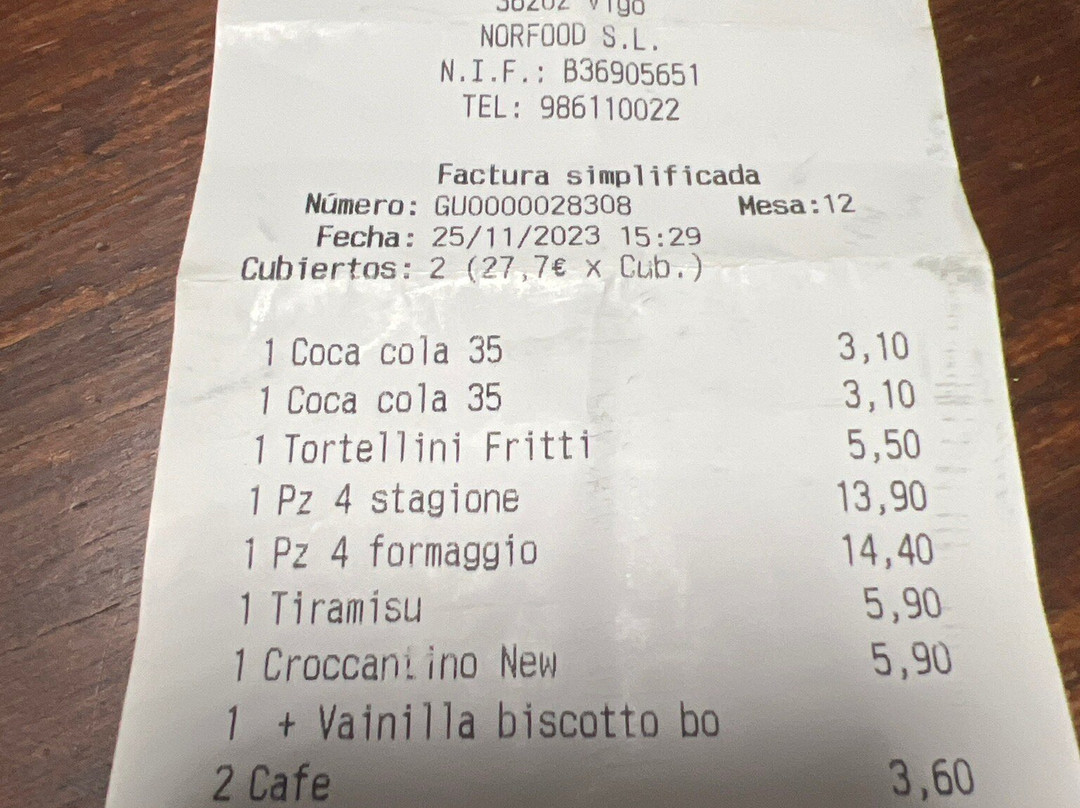 36202 Vigo
NORFOOD S.L.
N.I.F.: B36905651
TEL: 986110022
Factura simplificada
Número: GU0000028308 Mesa:12
Fecha: 25/11/2023 15:29
Cubiertos: 2 (27,7€ x Cub.)
1 Coca cola 35 3,10
1 Coca cola 35 3,10
1 Tortellini Fritti 5,50
1 Pz 4 stagione 13,90
1 Pz 4 formaggio 14,40
1 Tiramisu 5,90
1 Croccantino New 5,90
1 + Vainilla biscotto bo
2 Cafe 3,60